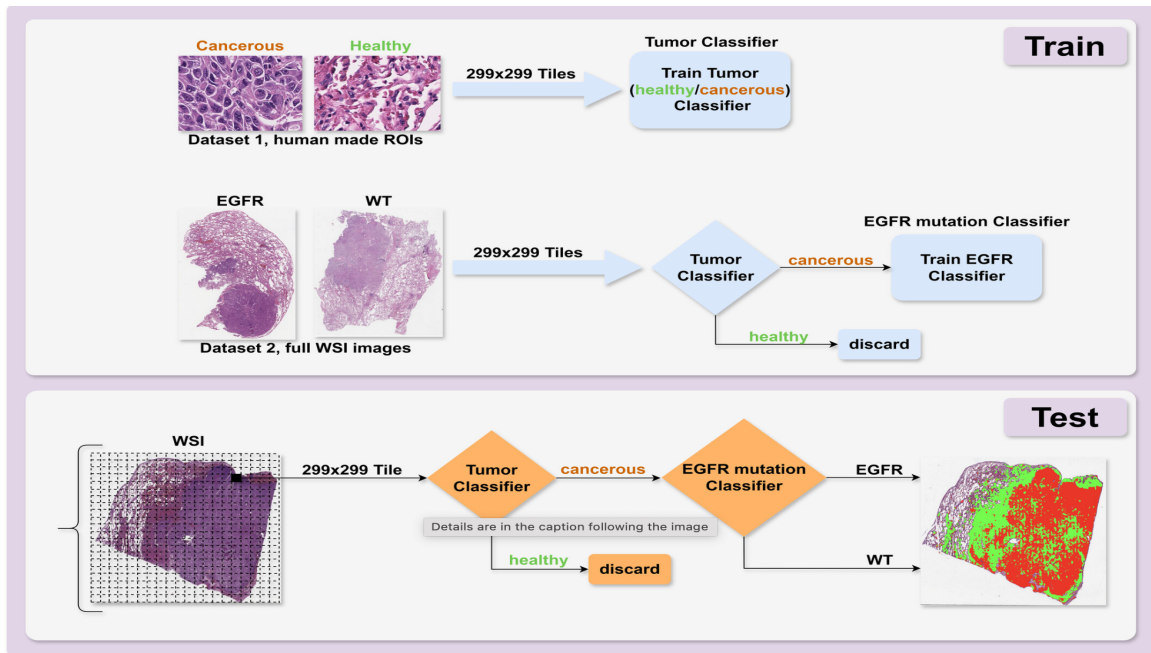 Train
Cancerous
Healthy
299x299 Tiles
Tumor Classifier
Train Tumor
(healthy/cancerous)
Classifier
Dataset 1, human made ROIs
EGFR
WT
299x299 Tiles
Tumor
Classifier
cancerous
EGFR mutation Classifier
Train EGFR
Classifier
healthy
discard
Dataset 2, full WSI images
Test
WSI
299x299 Tile
Tumor
Classifier
cancerous
EGFR mutation
Classifier
EGFR
Details are in the caption following the image
healthy
discard
WT